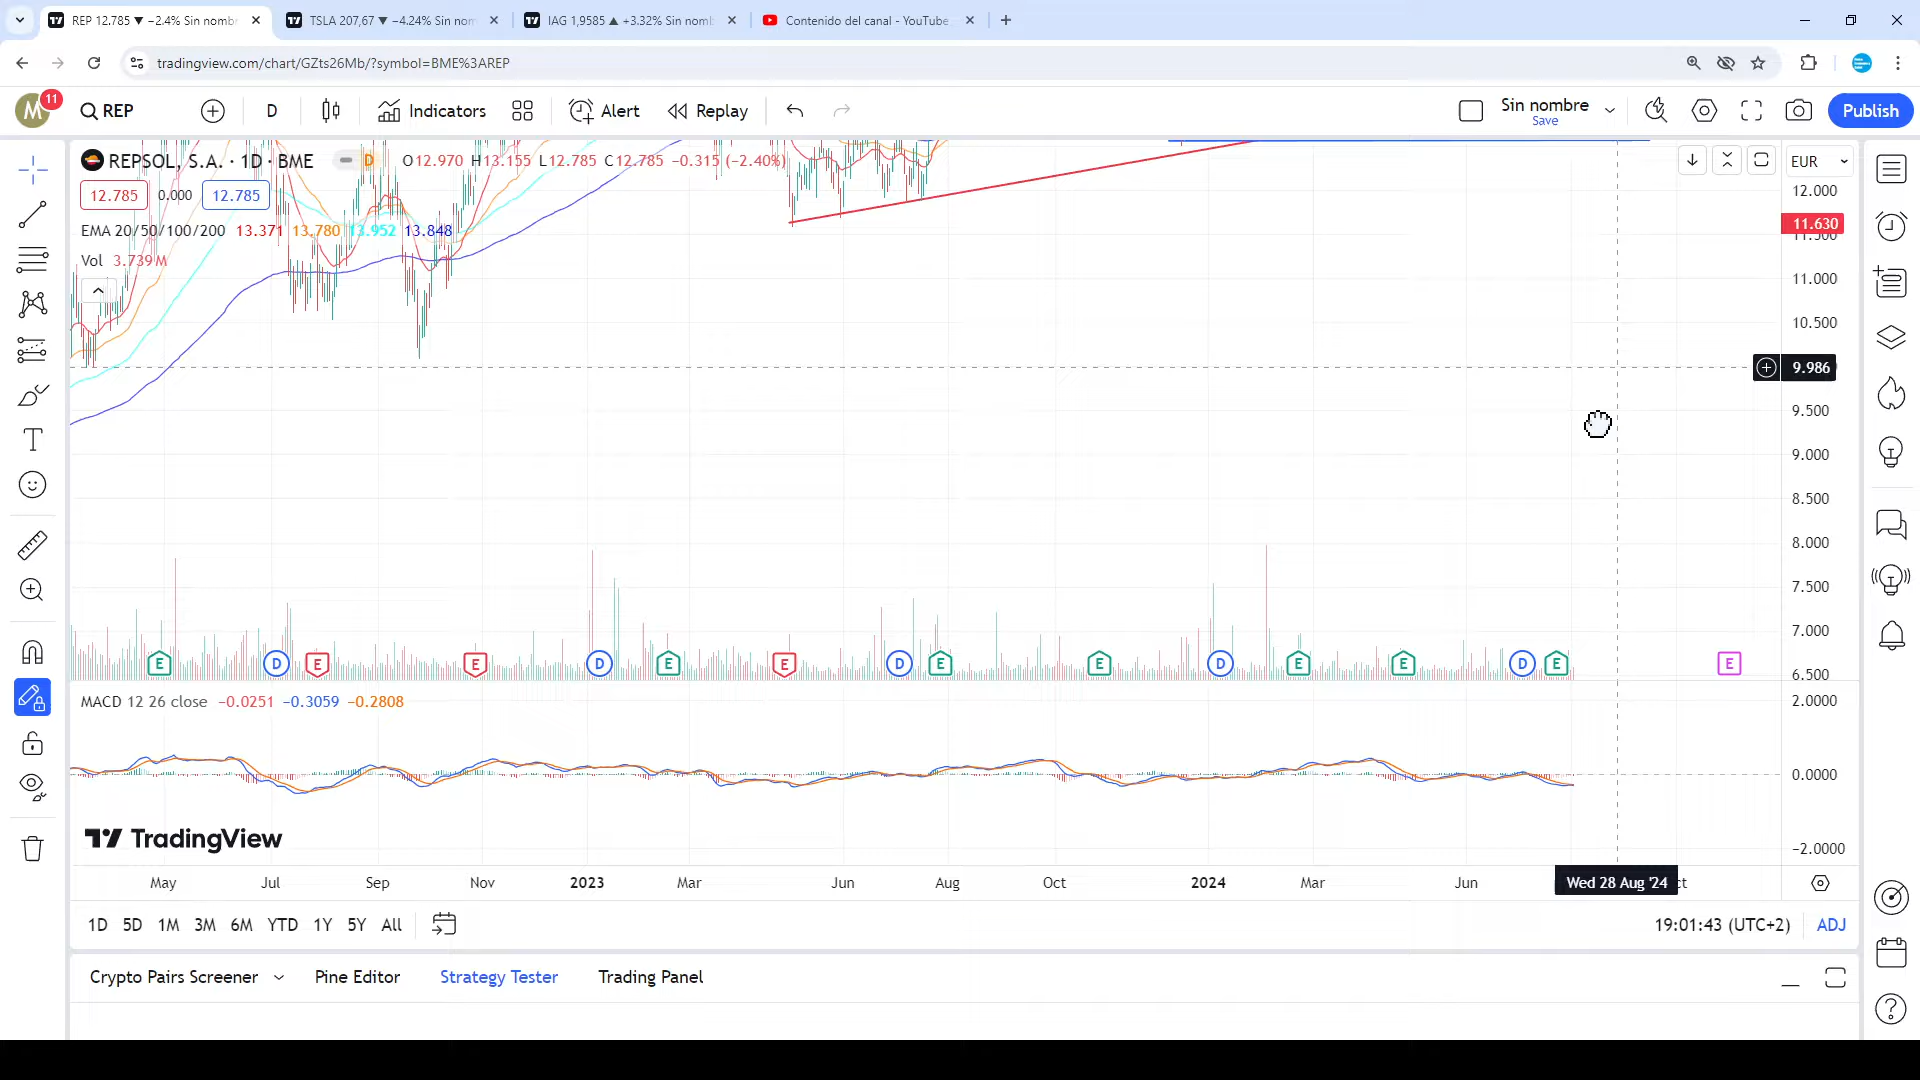 REP 12.785 ▼ −2.4% Sin nombr
TSLA 207,67 ▼ −4.24% Sin nom
IAG 1,9585 ▲ +3.32% Sin nomb
Contenido del canal - YouTube
tradingview.com/chart/GZts26Mb/?symbol=BME%3AREP
M 11
REP
D
Indicators
Alert
Replay
Sin nombre
Save
Publish
REPSOL, S.A. · 1D · BME
D
O12.970 H13.155 L12.785 C12.785 −0.315 (−2.40%)
EUR
12.785 0.000 12.785
EMA 20/50/100/200 13.371 13.780 13.952 13.848
Vol 3.739M
12.000
11.630
11.500
11.000
10.500
9.986
9.500
9.000
8.500
8.000
7.500
7.000
6.500
E D E E D E E D E E D E E D E E
MACD 12 26 close −0.0251 −0.3059 −0.2808
2.0000
0.0000
−2.0000
TradingView
May Jul Sep Nov 2023 Mar Jun Aug Oct 2024 Mar Jun Wed 28 Aug '24 ct
1D 5D 1M 3M 6M YTD 1Y 5Y All
19:01:43 (UTC+2) ADJ
Crypto Pairs Screener Pine Editor Strategy Tester Trading Panel